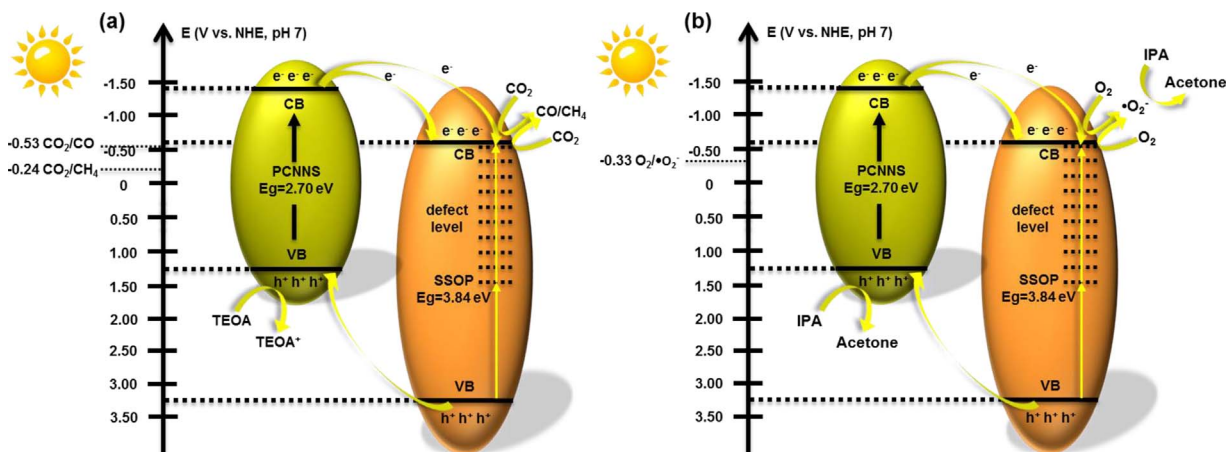 (a)
E (V vs. NHE, pH 7)
-1.50
-1.00
-0.53 CO₂/CO
-0.50
-0.24 CO₂/CH₄
0
0.50
1.00
1.50
2.00
2.50
3.00
3.50
e⁻ e⁻ e⁻
CB
PCNNS
Eg=2.70 eV
VB
h⁺ h⁺ h⁺
TEOA
TEOA⁺
e⁻
e⁻
CO₂
CO/CH₄
CO₂
e⁻ e⁻ e⁻
CB
defect
level
SSOP
Eg=3.84 eV
VB
h⁺ h⁺ h⁺
(b)
E (V vs. NHE, pH 7)
-1.50
-1.00
-0.50
-0.33 O₂/•O₂⁻
0
0.50
1.00
1.50
2.00
2.50
3.00
3.50
e⁻ e⁻ e⁻
CB
PCNNS
Eg=2.70 eV
VB
h⁺ h⁺ h⁺
IPA
Acetone
e⁻
e⁻
O₂
•O₂⁻
O₂
IPA
Acetone
e⁻ e⁻ e⁻
CB
defect
level
SSOP
Eg=3.84 eV
VB
h⁺ h⁺ h⁺